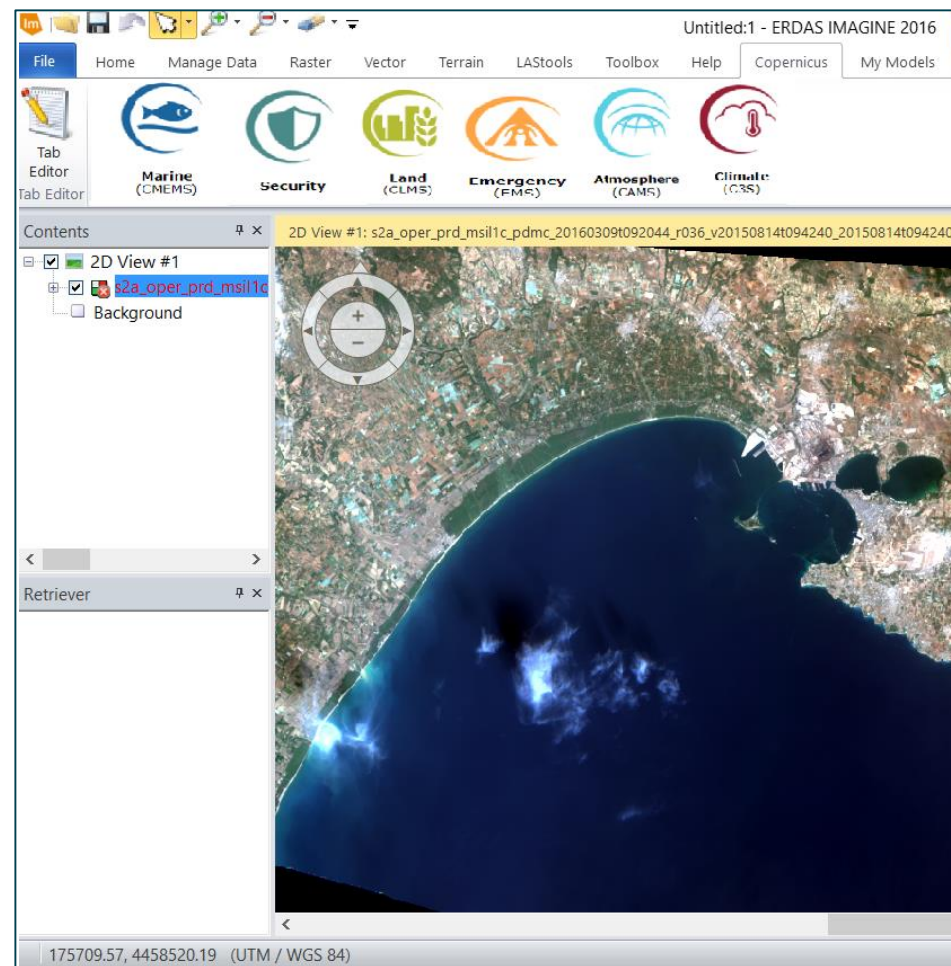 Untitled:1 - ERDAS IMAGINE 2016
File Home Manage Data Raster Vector Terrain LAStools Toolbox Help Copernicus My Models
Tab
Editor
Tab Editor
Marine
(CMEMS)
Security
Land
(CLMS)
Emergency
(EMS)
Atmosphere
(CAMS)
Climate
(C3S)
Contents
2D View #1: s2a_oper_prd_msil1c_pdmc_20160309t092044_r036_v20150814t094240_20150814t094240
2D View #1
s2a_oper_prd_msil1c
Background
Retriever
175709.57, 4458520.19 (UTM / WGS 84)